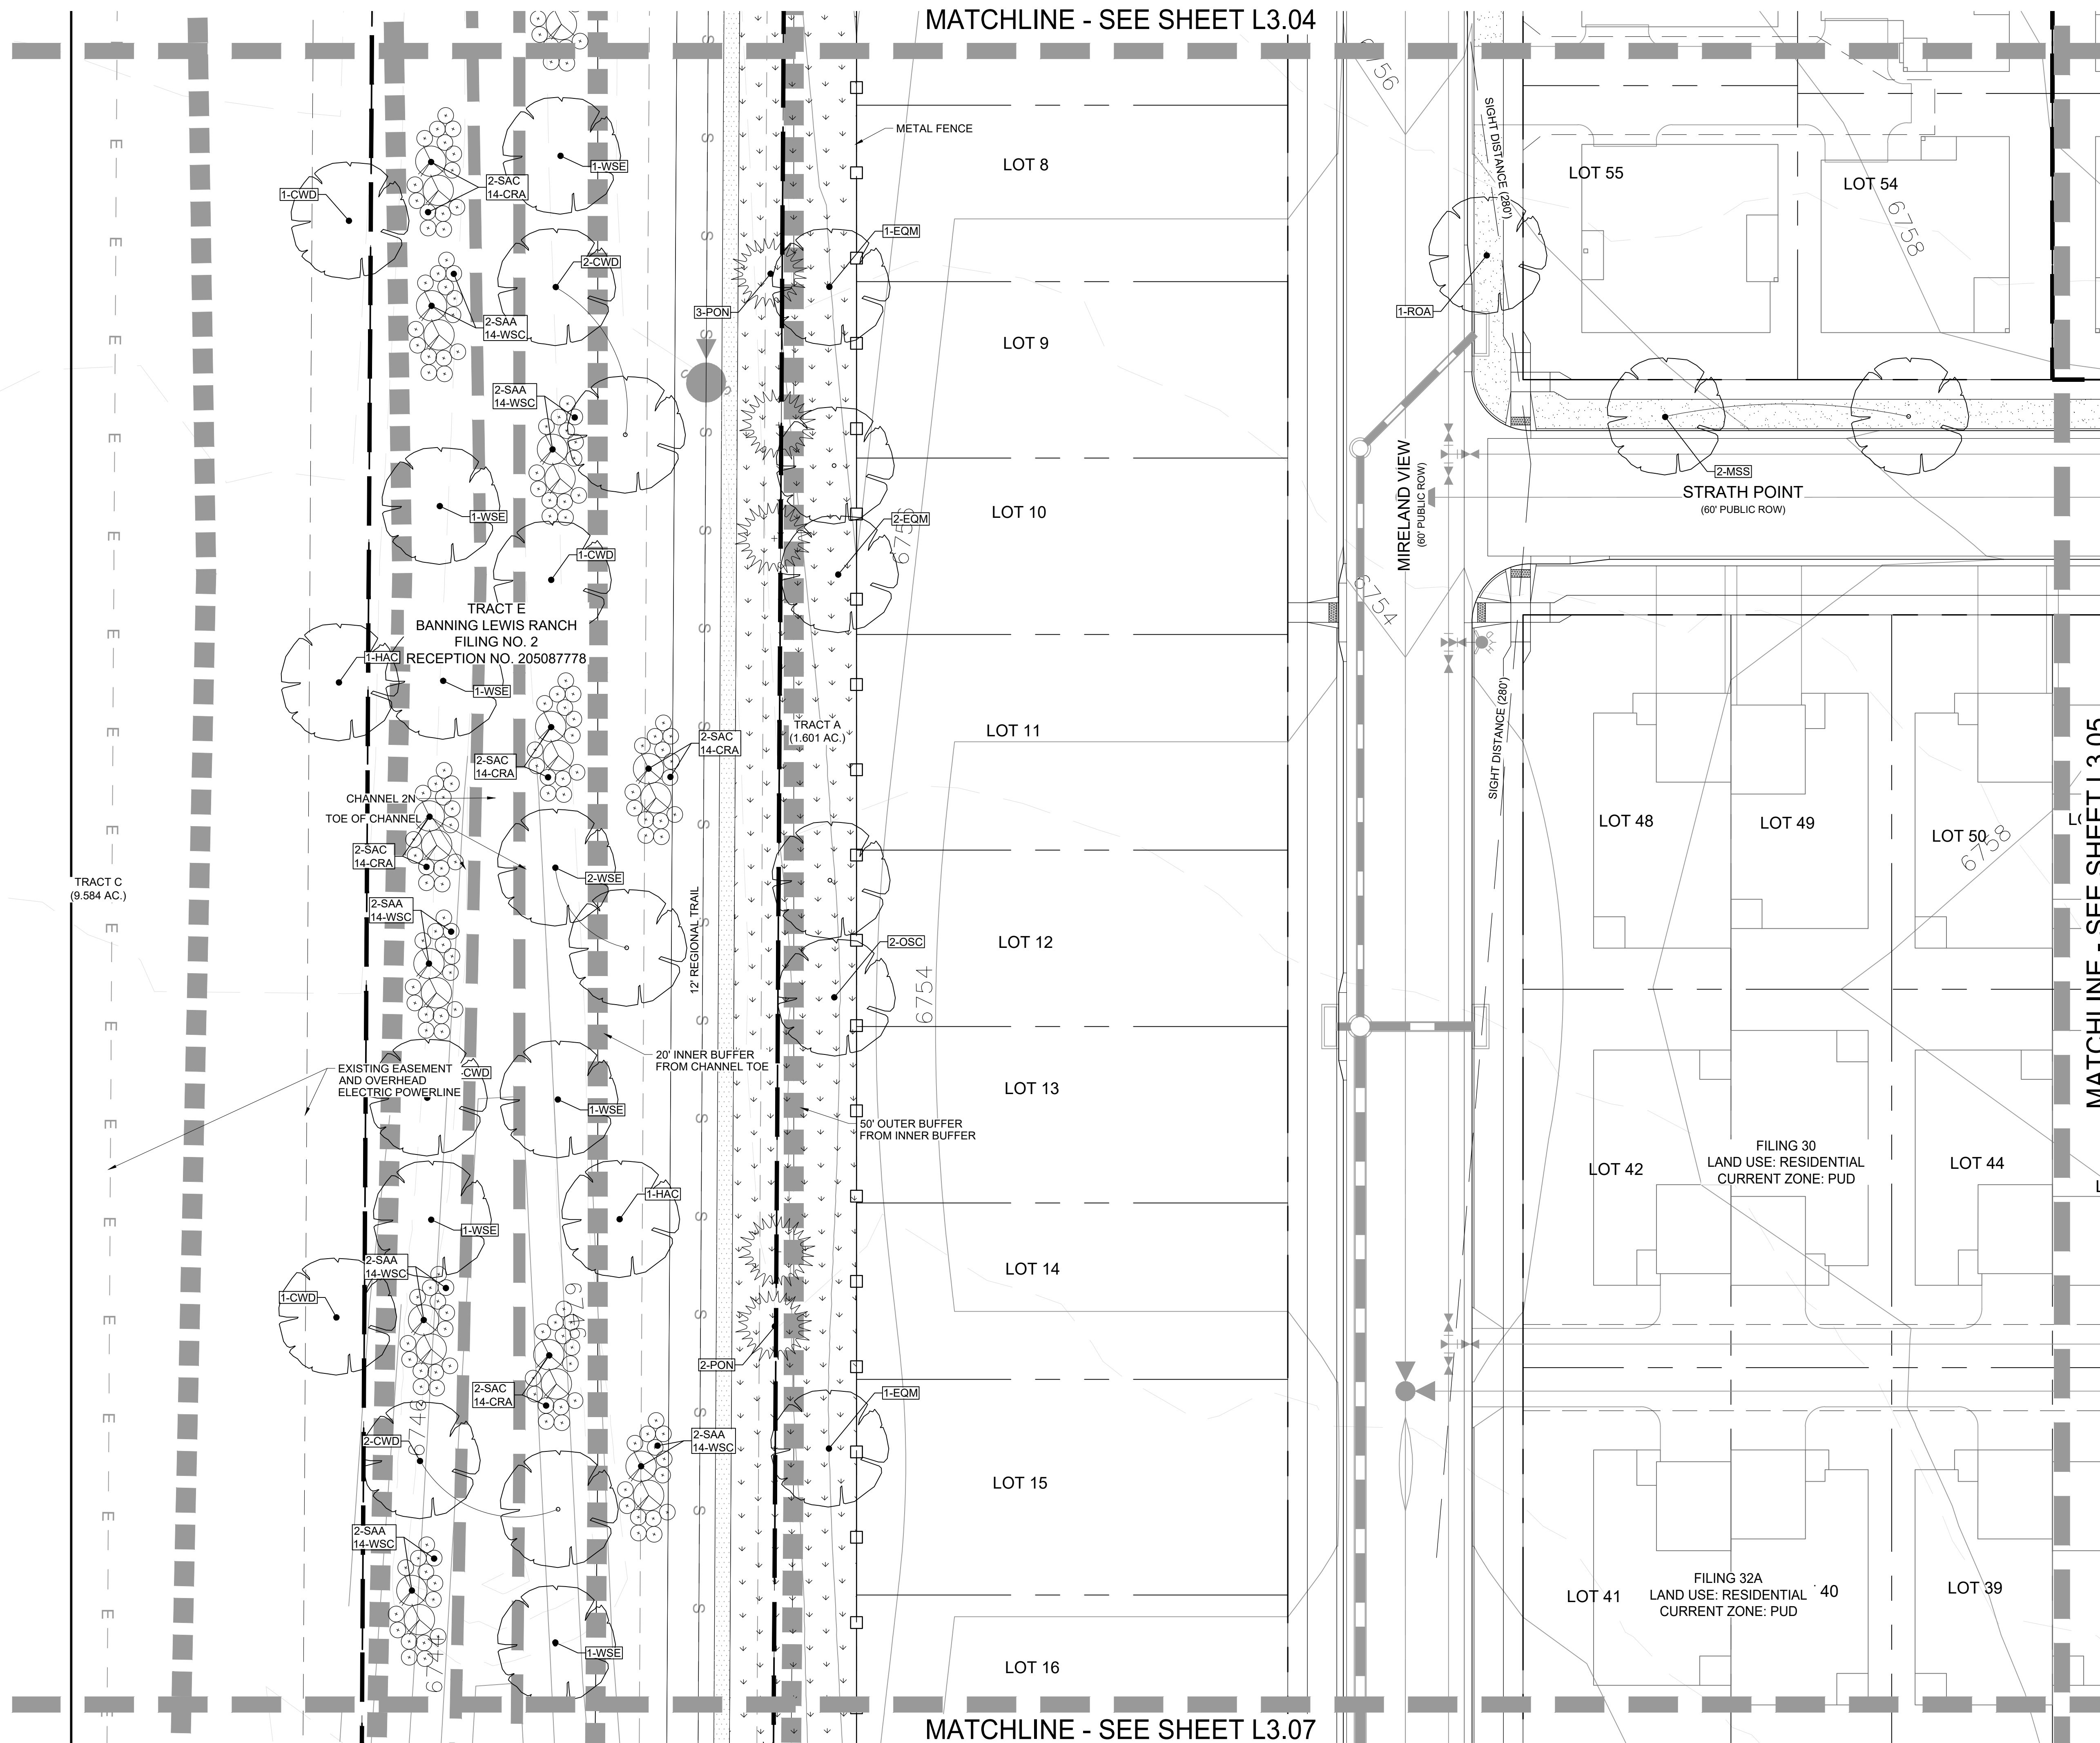 MATCHLINE - SEE SHEET L3.04
6756
METAL FENCE
SIGHT DISTANCE (280')
LOT 8
LOT 55
LOT 54
6758
1-WSE
2-SAC
14-CRA
1-CWD
1-EQM
2-CWD
3-PON
1-ROA
2-SAA
14-WSC
LOT 9
2-SAA
14-WSC
2-MSS
STRATH POINT
(60' PUBLIC ROW)
MIRELAND VIEW
(60' PUBLIC ROW)
1-WSE
2-EQM
LOT 10
1-CWD
6754
TRACT E
BANNING LEWIS RANCH
FILING NO. 2
RECEPTION NO. 205087778
1-HAC
1-WSE
TRACT A
(1.601 AC.)
LOT 11
2-SAC
14-CRA
2-SAC
14-CRA
SIGHT DISTANCE (280')
CHANNEL 2N
TOE OF CHANNEL
2-SAC
14-CRA
LOT 48
LOT 49
LOT 50
6758
MATCHLINE - SEE SHEET L3.05
TRACT C
(9.584 AC.)
2-WSE
2-SAA
14-WSC
12' REGIONAL TRAIL
2-OSC
LOT 12
6754
20' INNER BUFFER
FROM CHANNEL TOE
EXISTING EASEMENT
AND OVERHEAD
ELECTRIC POWERLINE
-CWD
1-WSE
LOT 13
50' OUTER BUFFER
FROM INNER BUFFER
FILING 30
LAND USE: RESIDENTIAL
CURRENT ZONE: PUD
LOT 42
LOT 44
1-HAC
1-WSE
2-SAA
14-WSC
LOT 14
1-CWD
6746
2-PON
2-SAC
14-CRA
1-EQM
6746
2-CWD
2-SAA
14-WSC
LOT 15
2-SAA
14-WSC
LOT 41
FILING 32A
LAND USE: RESIDENTIAL
CURRENT ZONE: PUD
40
LOT 39
1-WSE
LOT 16
MATCHLINE - SEE SHEET L3.07